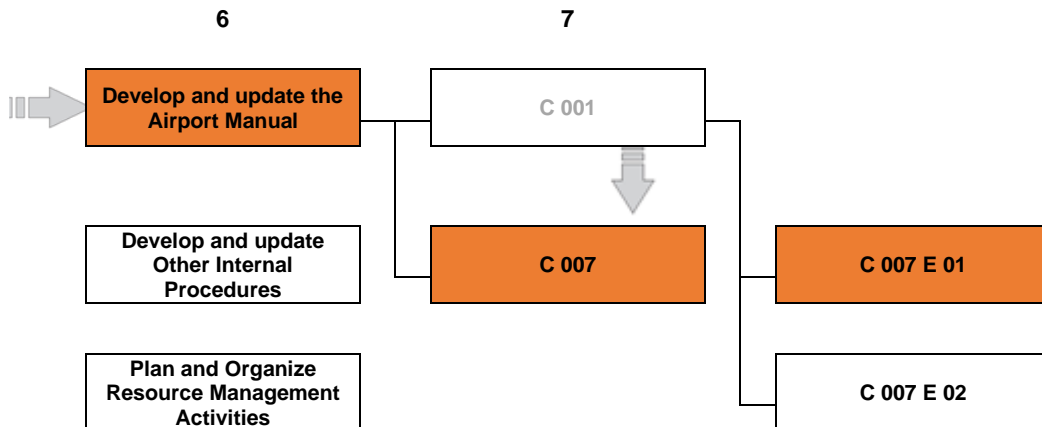 6
7
Develop and update the
Airport Manual
C 001
Develop and update
Other Internal
Procedures
C 007
C 007 E 01
Plan and Organize
Resource Management
Activities
C 007 E 02